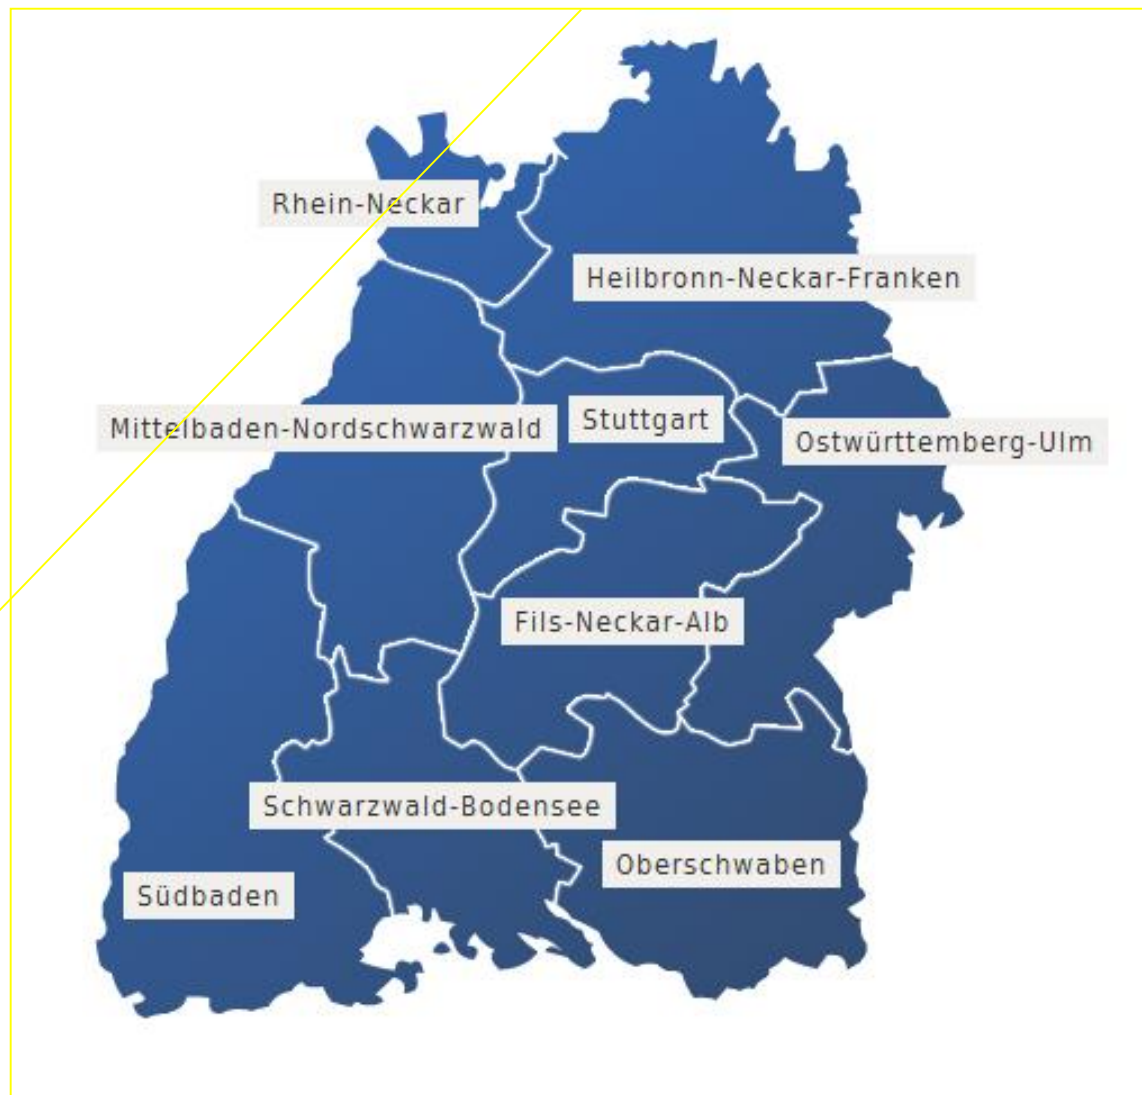 Rhein-Neckar
Heilbronn-Neckar-Franken
Stuttgart
Mittelbaden-Nordschwarzwald
Ostwürttemberg-Ulm
Fils-Neckar-Alb
Schwarzwald-Bodensee
Oberschwaben
Südbaden